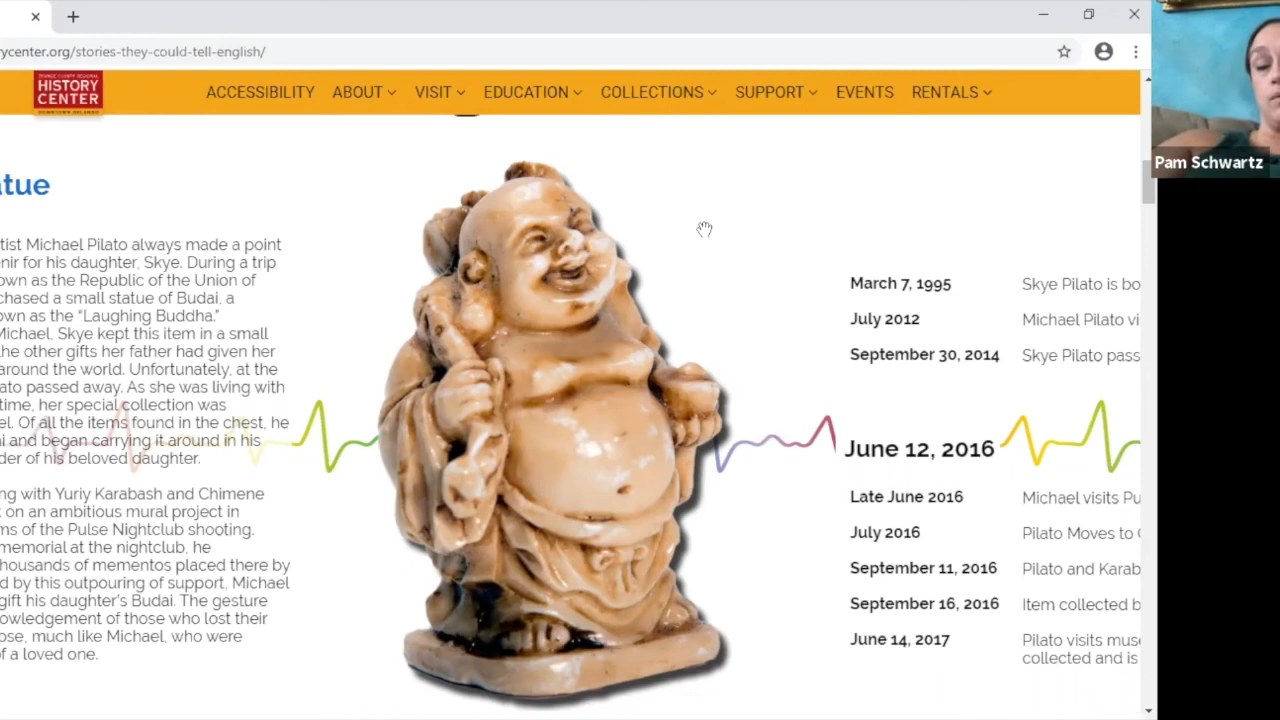 ycenter.org/stories-they-could-tell-english/
HISTORY
CENTER
ACCESSIBILITY ABOUT VISIT EDUCATION COLLECTIONS SUPPORT EVENTS RENTALS
Pam Schwartz
atue
tist Michael Pilato always made a point
nir for his daughter, Skye. During a trip
own as the Republic of the Union of
chased a small statue of Budai, a
own as the “Laughing Buddha.”
Michael, Skye kept this item in a small
the other gifts her father had given her
around the world. Unfortunately, at the
ato passed away. As she was living with
time, her special collection was
el. Of all the items found in the chest, he
i and began carrying it around in his
der of his beloved daughter.
ng with Yuriy Karabash and Chimene
on an ambitious mural project in
ms of the Pulse Nightclub shooting.
memorial at the nightclub, he
housands of mementos placed there by
d by this outpouring of support, Michael
gift his daughter's Budai. The gesture
owledgement of those who lost their
ose, much like Michael, who were
of a loved one.
March 7, 1995 Skye Pilato is bo
July 2012 Michael Pilato vi
September 30, 2014 Skye Pilato pass
June 12, 2016
Late June 2016 Michael visits Pu
July 2016 Pilato Moves to
September 11, 2016 Pilato and Karab
September 16, 2016 Item collected b
June 14, 2017 Pilato visits muse
collected and is